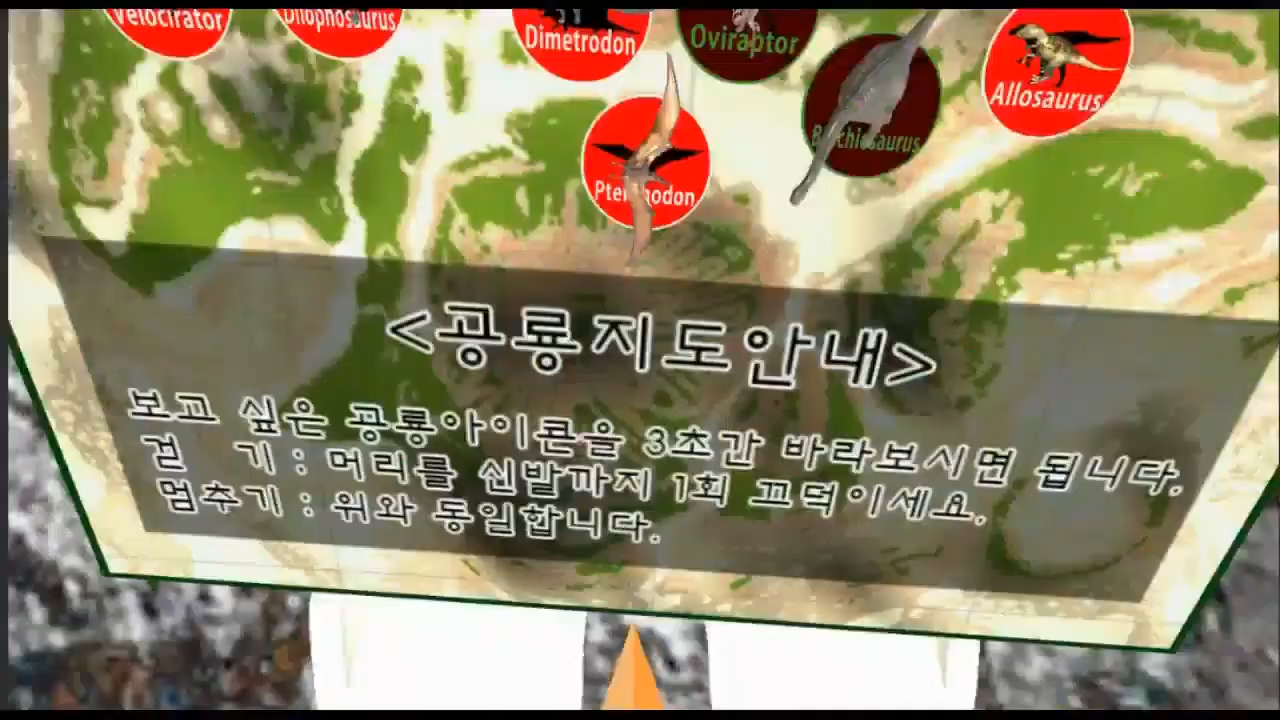 Velocirator
Dilophosaurus
Dimetrodon
Oviraptor
Allosaurus
<공룡지도안내>
보고 싶은 공룡아이콘을 3초간 바라보시면 됩니다.
걷 기 : 머리를 신발까지 1회 끄덕이세요.
멈추기 : 위와 동일합니다.